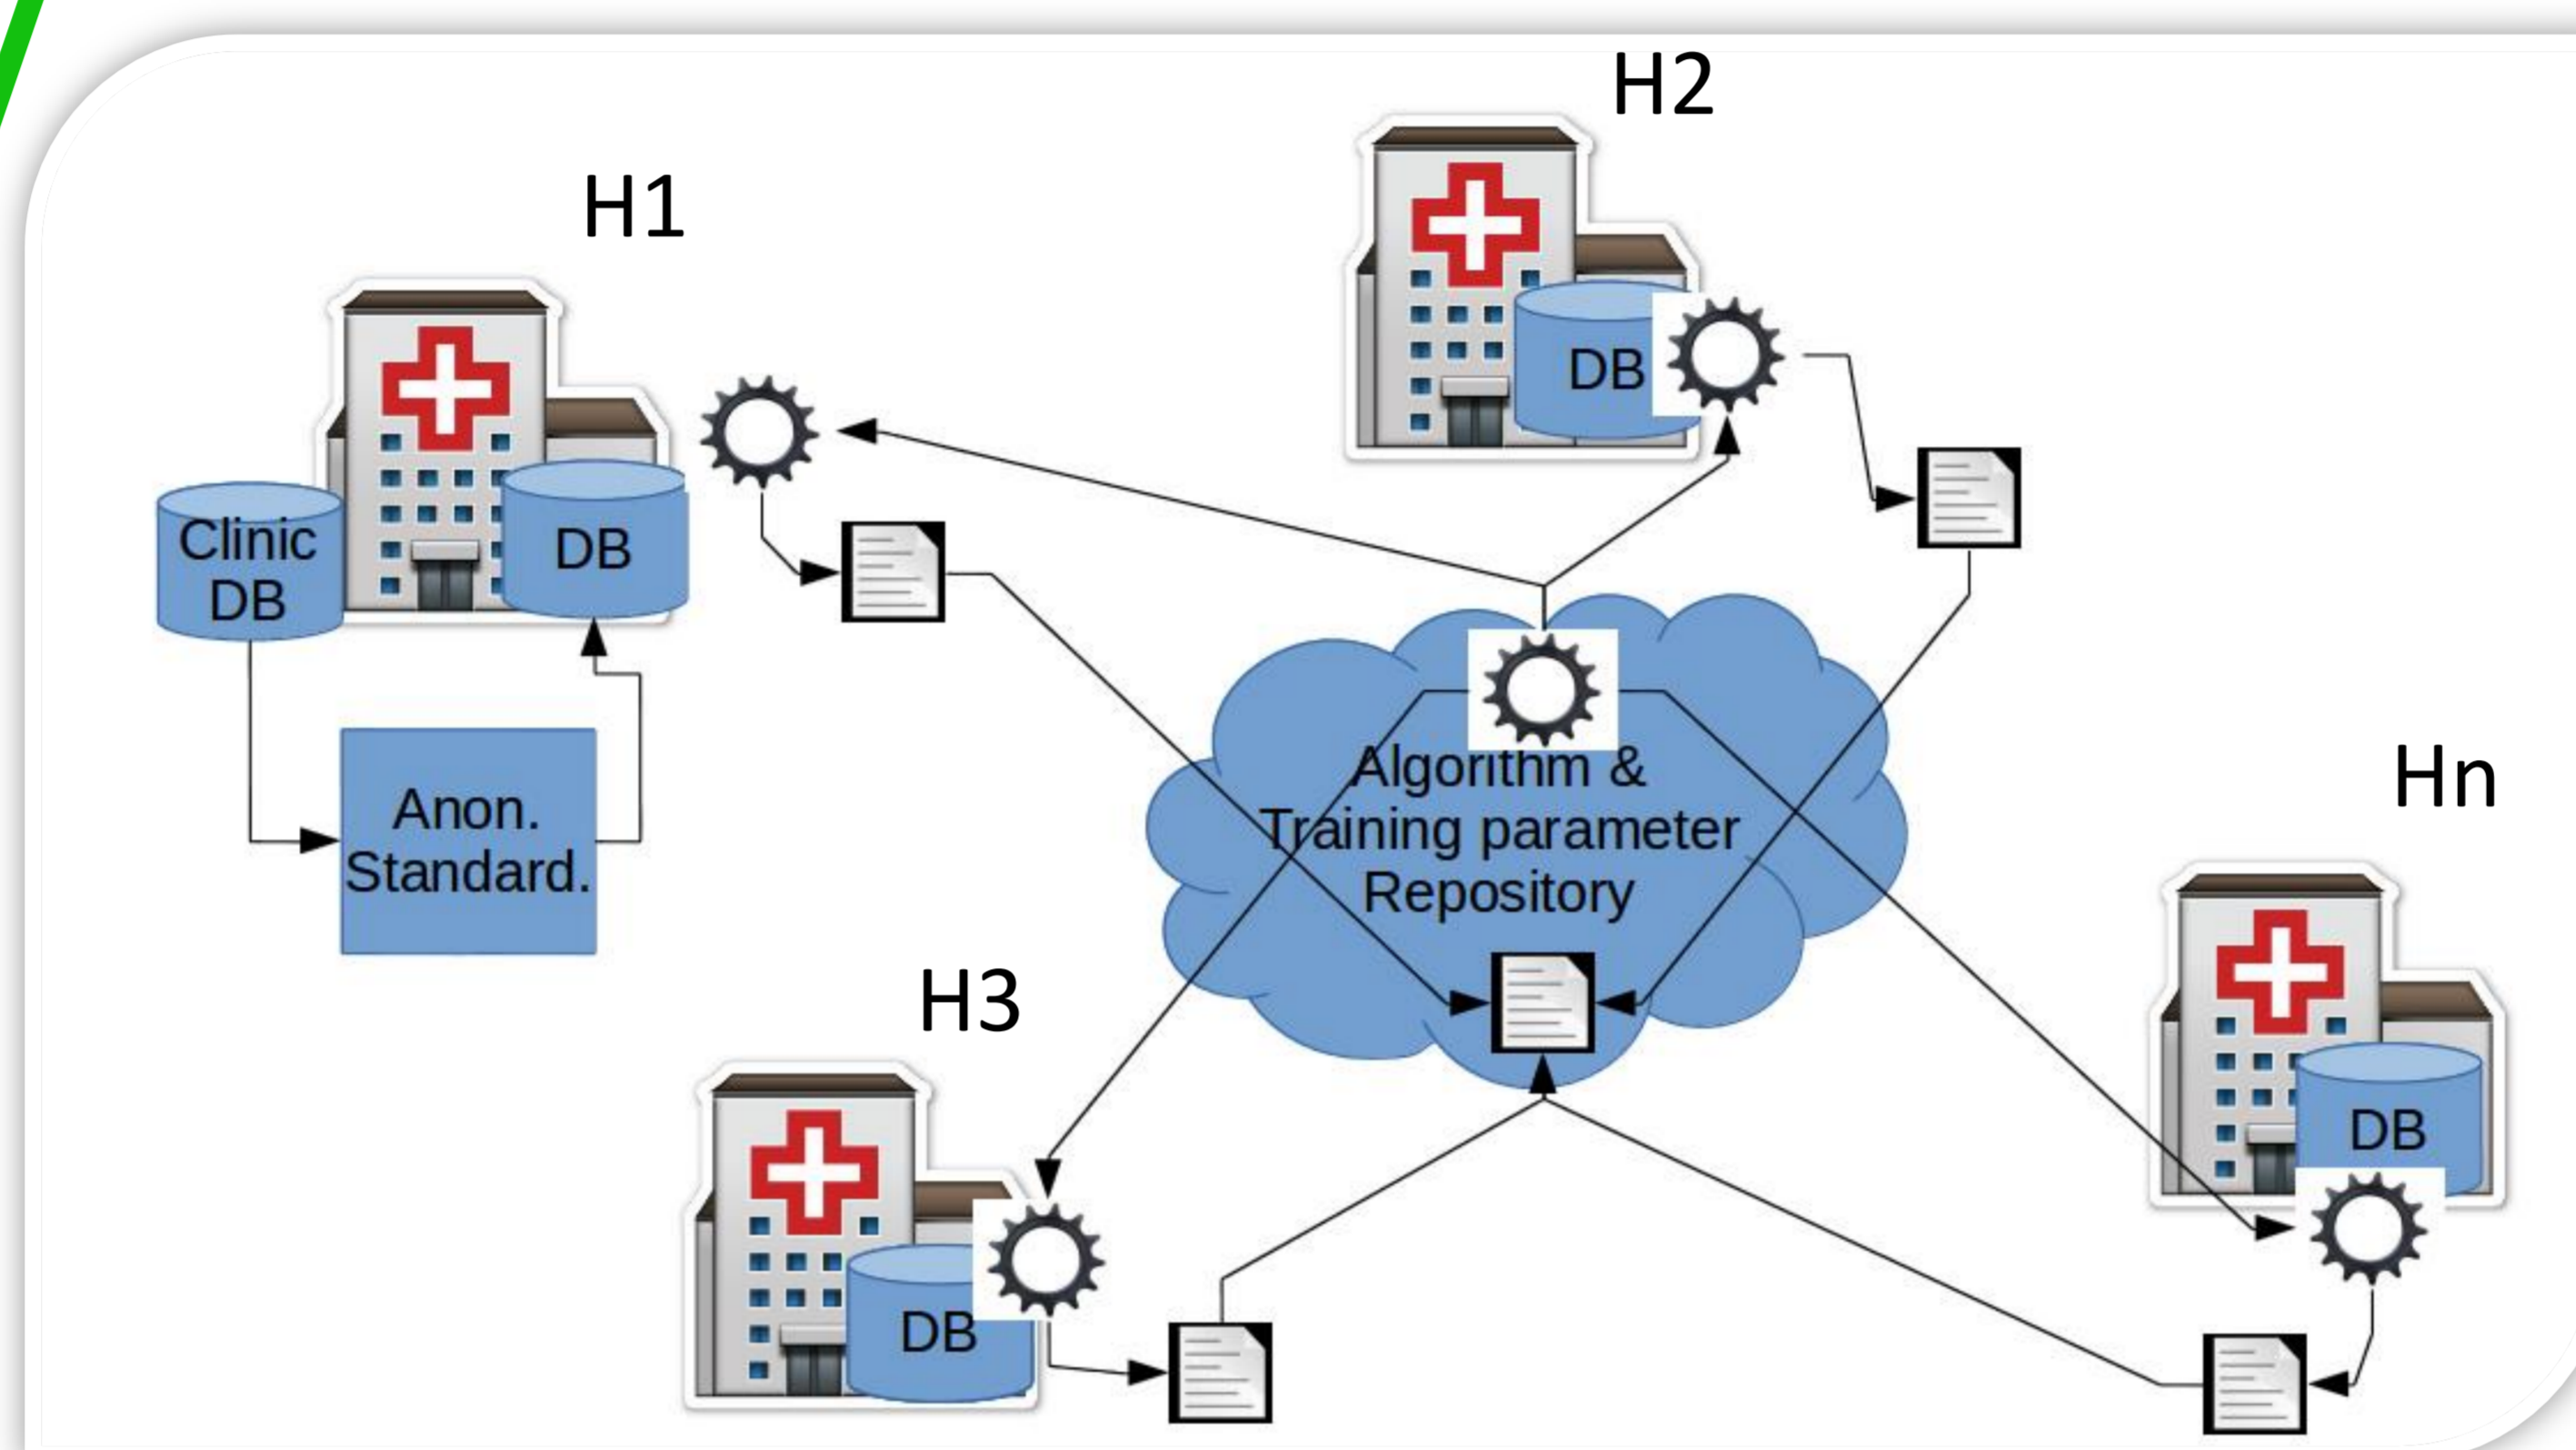 H2
H1
DB
Clinic
DB
DB
Algorithm &
Training parameter
Repository
Anon.
Standard.
Hn
H3
DB
DB